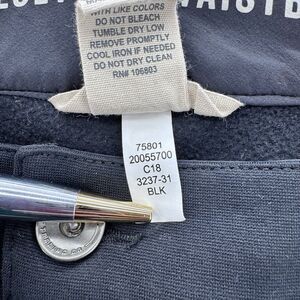 WAISTB
WITH LIKE COLORS
DO NOT BLEACH
TUMBLE DRY LOW
REMOVE PROMPTLY
COOL IRON IF NEEDED
DO NOT DRY CLEAN
RN# 106803
75801
20055700
C18
3237-31
BLK